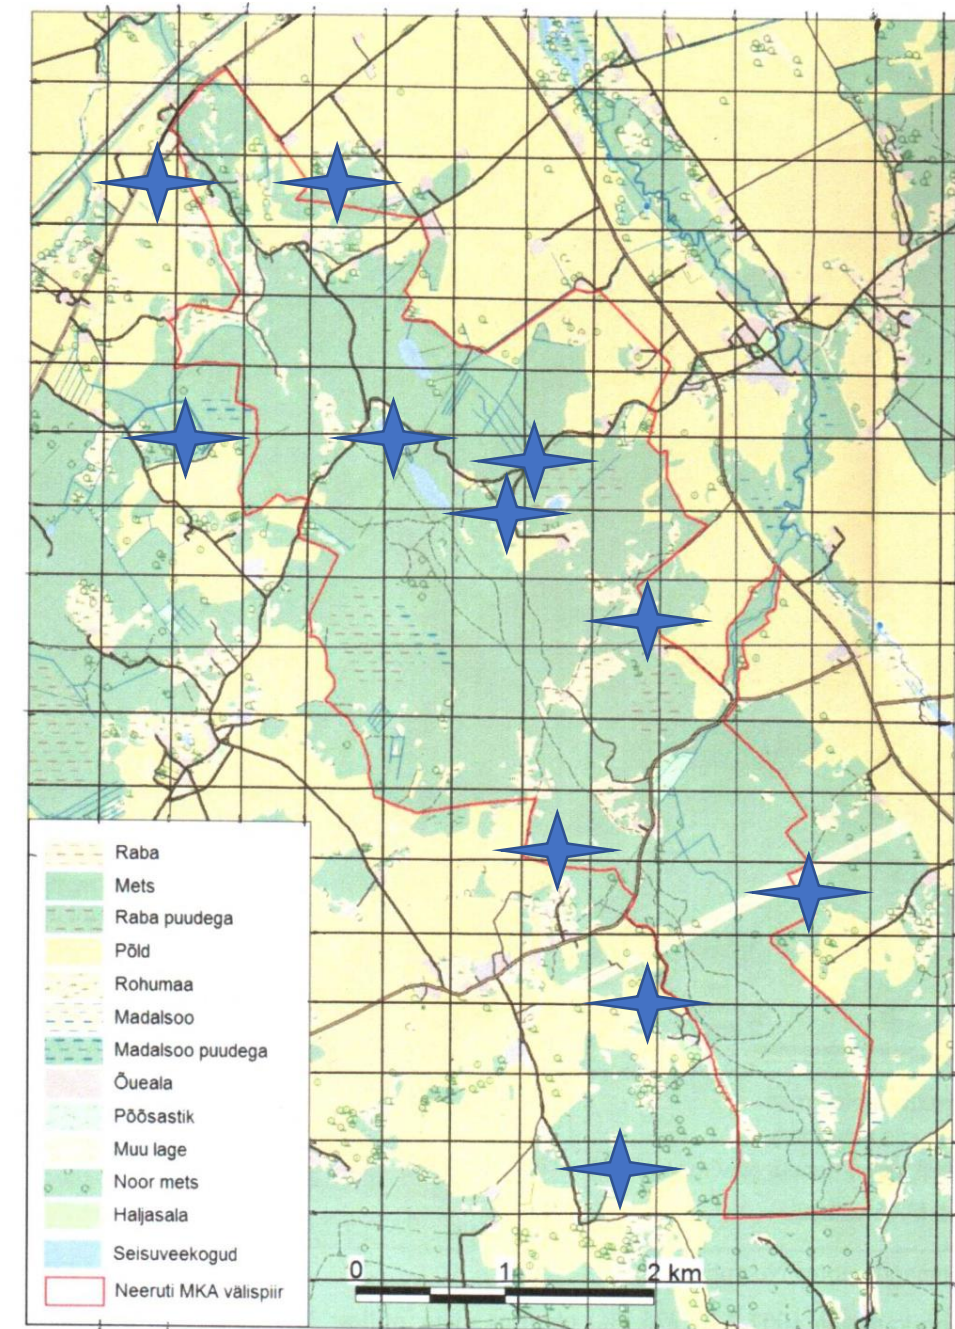 Raba
Mets
Raba puudega
Põld
Rohumaa
Madalsoo
Madalsoo puudega
Õueala
Põõsastik
Muu lage
Noor mets
Haljasala
Seisuveekogud
Neeruti MKA välispiir
0 1 2 km